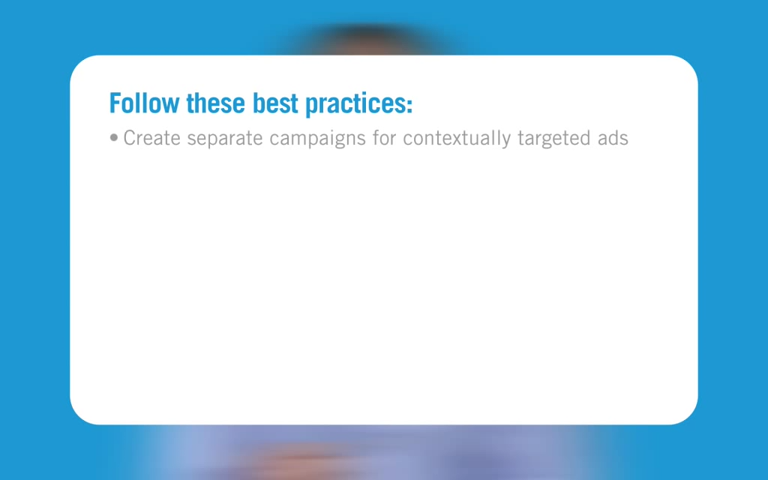 Follow these best practices:
• Create separate campaigns for contextually targeted ads